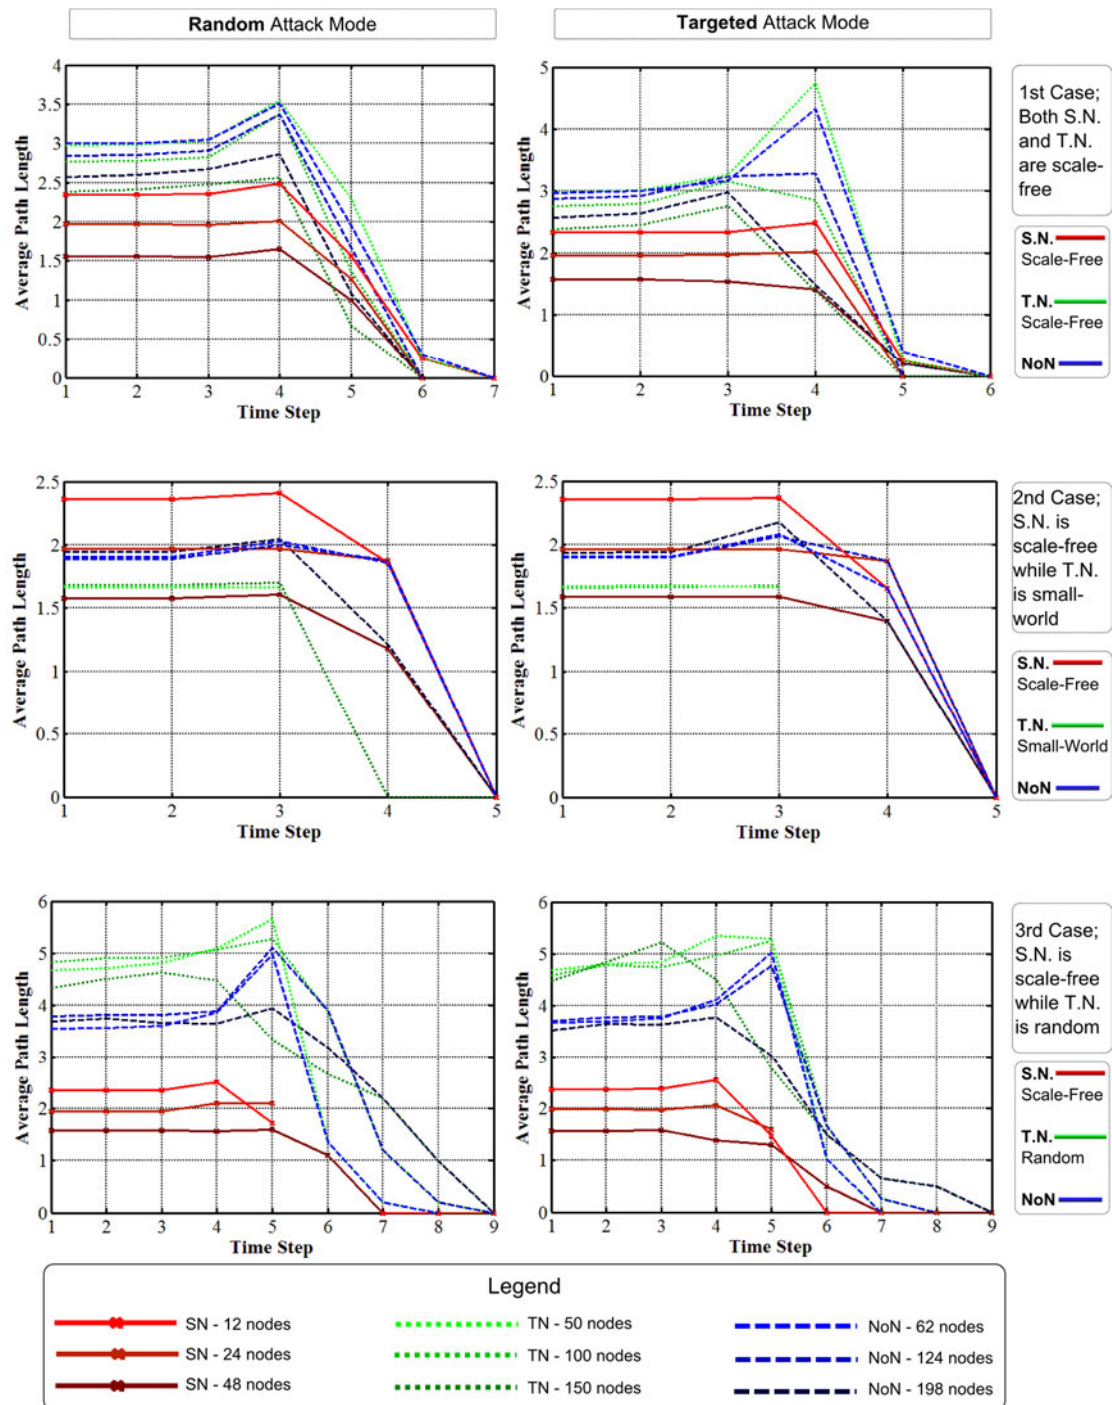 Random Attack Mode
Targeted Attack Mode
4
3.5
3
2.5
2
1.5
1
0.5
0
1 2 3 4 5 6 7
Average Path Length
Time Step
5
4
3
2
1
0
1 2 3 4 5 6
Average Path Length
Time Step
1st Case;
Both S.N.
and T.N.
are scale-
free
S.N.
Scale-Free
T.N.
Scale-Free
NoN
2.5
2
1.5
1
0.5
0
1 2 3 4 5
Average Path Length
Time Step
2.5
2
1.5
1
0.5
0
1 2 3 4 5
Average Path Length
Time Step
2nd Case;
S.N. is
scale-free
while T.N.
is small-
world
S.N.
Scale-Free
T.N.
Small-World
NoN
6
5
4
3
2
1
0
1 2 3 4 5 6 7 8 9
Average Path Length
Time Step
6
5
4
3
2
1
0
1 2 3 4 5 6 7 8 9
Average Path Length
Time Step
3rd Case;
S.N. is
scale-free
while T.N.
is random
S.N.
Scale-Free
T.N.
Random
NoN
Legend
SN - 12 nodes
SN - 24 nodes
SN - 48 nodes
TN - 50 nodes
TN - 100 nodes
TN - 150 nodes
NoN - 62 nodes
NoN - 124 nodes
NoN - 198 nodes